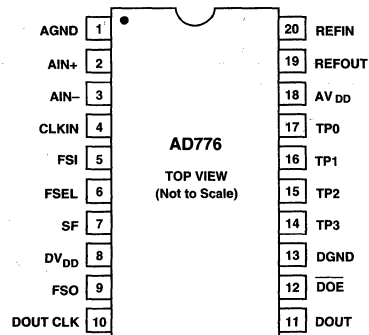 AGND 1 20 REFIN
AIN+ 2 19 REFOUT
AIN– 3 18 AV DD
CLKIN 4 17 TP0
AD776
FSI 5 16 TP1
TOP VIEW
FSEL 6 15 TP2
(Not to Scale)
SF 7 14 TP3
DVDD 8 13 DGND
FSO 9 12 DOE
DOUT CLK 10 11 DOUT